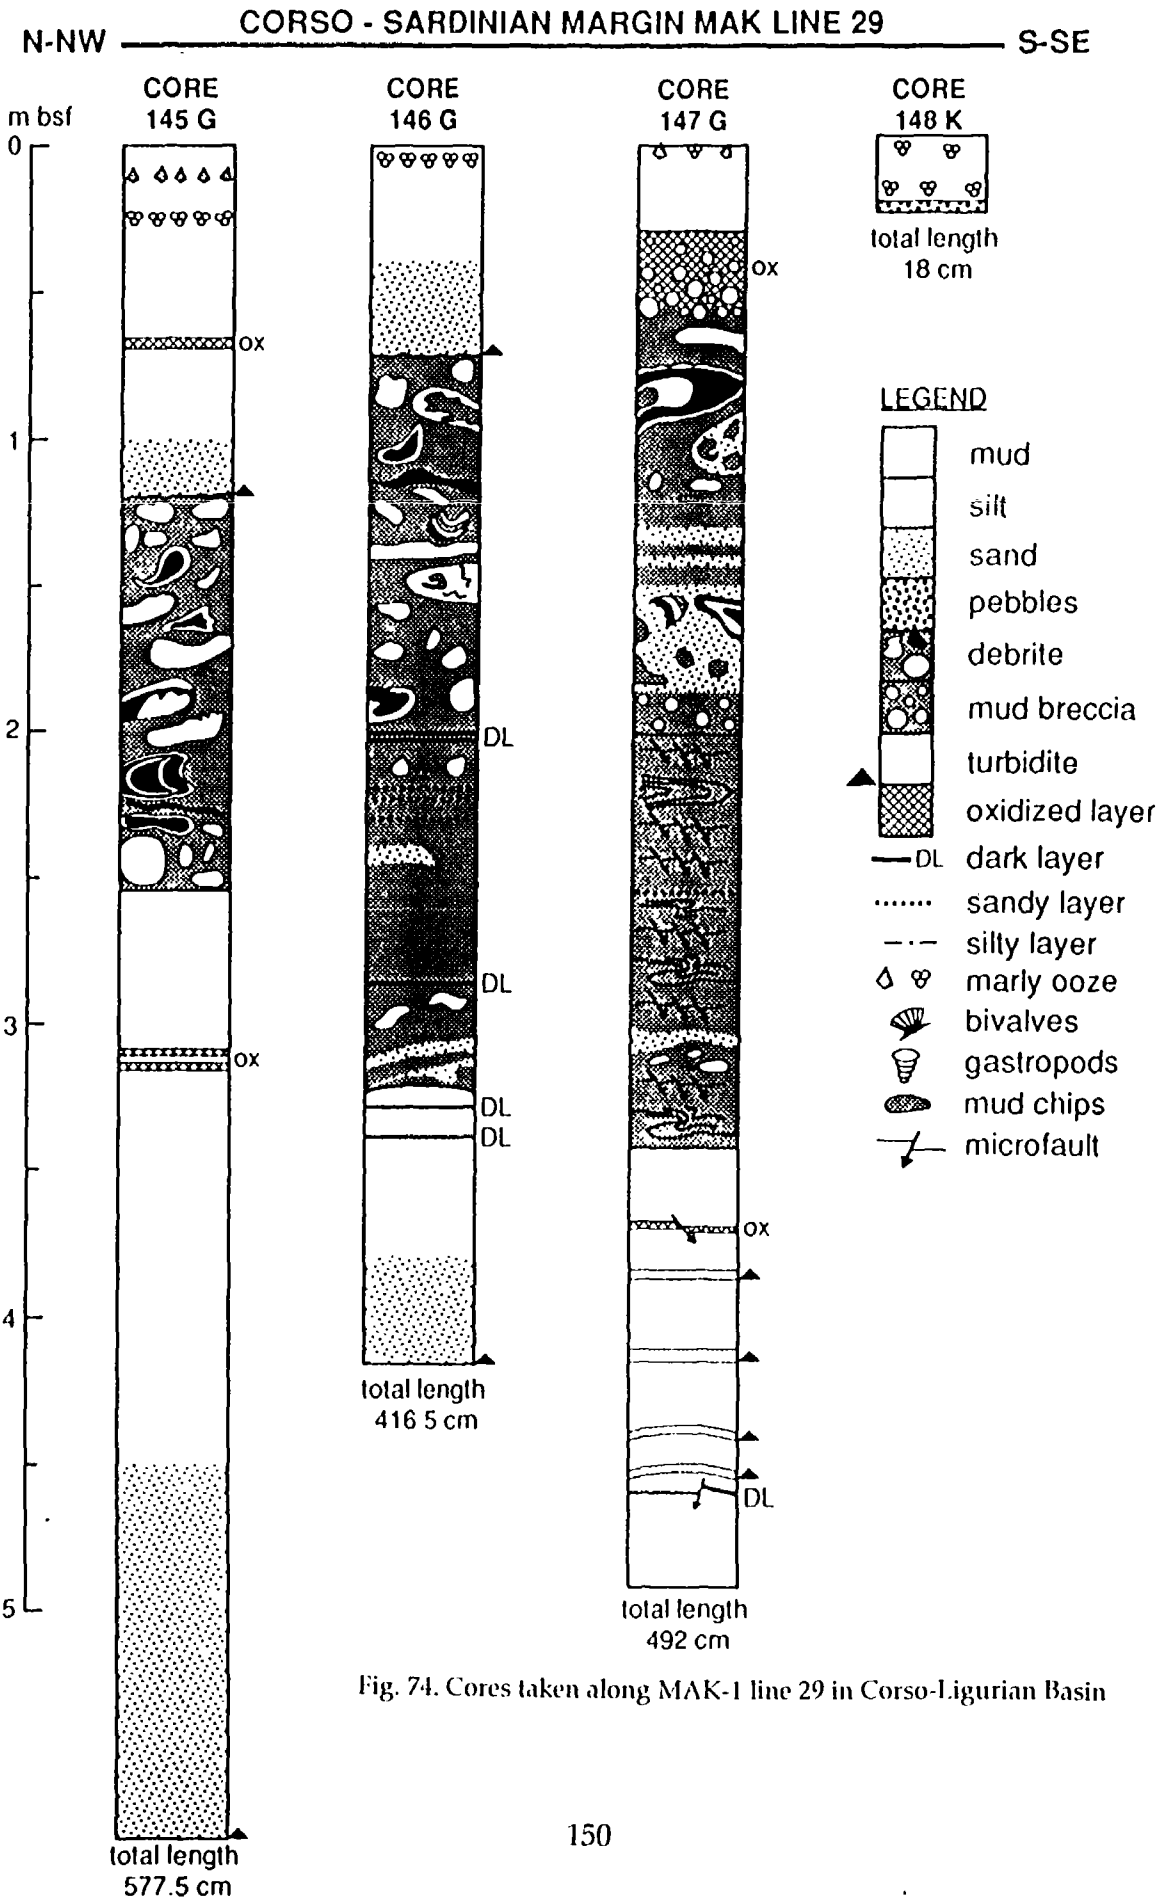 CORSO - SARDINIAN MARGIN MAK LINE 29
N-NW
S-SE
m bsf
0
1
2
3
4
5
CORE
145 G
OX
OX
total length
577.5 cm
CORE
146 G
DL
DL
DL
DL
total length
416 5 cm
CORE
147 G
OX
OX
DL
total length
492 cm
CORE
148 K
total length
18 cm
LEGEND
mud
silt
sand
pebbles
debrite
mud breccia
turbidite
oxidized layer
DL dark layer
sandy layer
silty layer
marly ooze
bivalves
gastropods
mud chips
microfault
Fig. 74. Cores taken along MAK-1 line 29 in Corso-Ligurian Basin
150